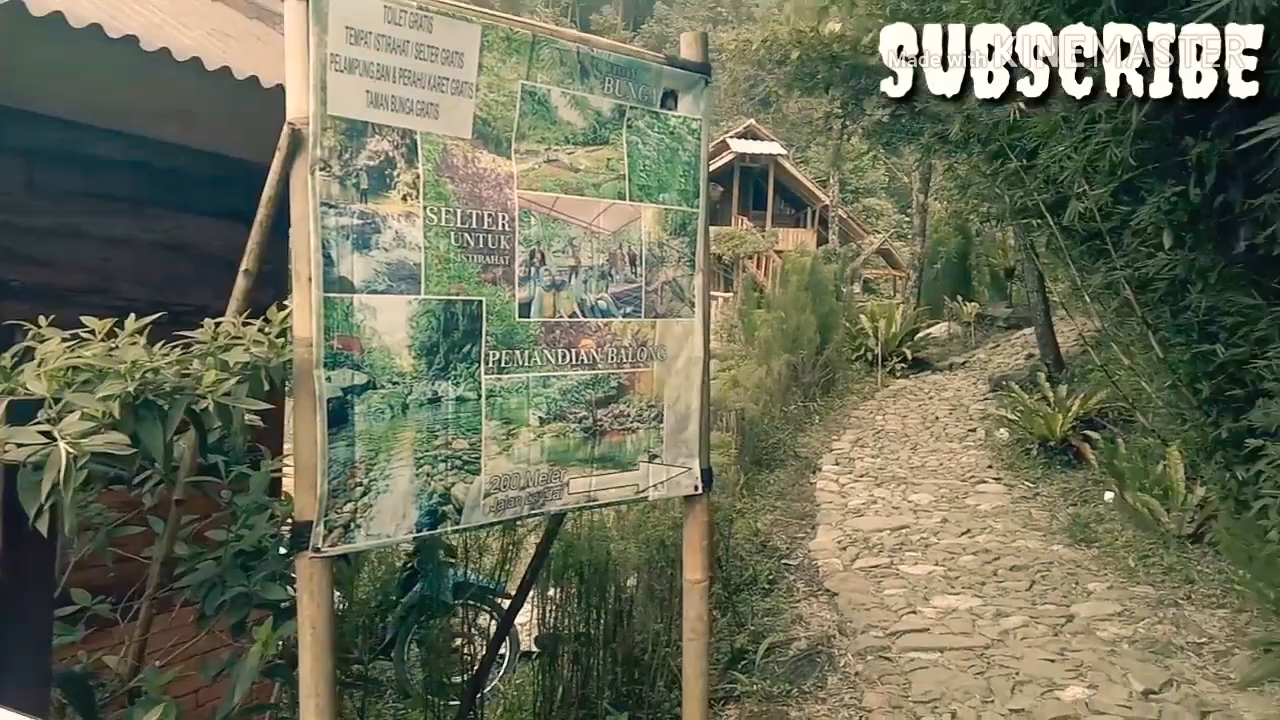 TOILET GRATIS
TEMPAT ISTIRAHAT / SELTER GRATIS
PELAMPUNG,BAN & PERAHU KARET GRATIS
TAMAN BUNGA GRATIS
BUNGA
SELTER
UNTUK
ISTIRAHAT
PEMANDIAN BALONG
200 Meter
Jalan
SUBSCRIBE
Made with KINEMASTER